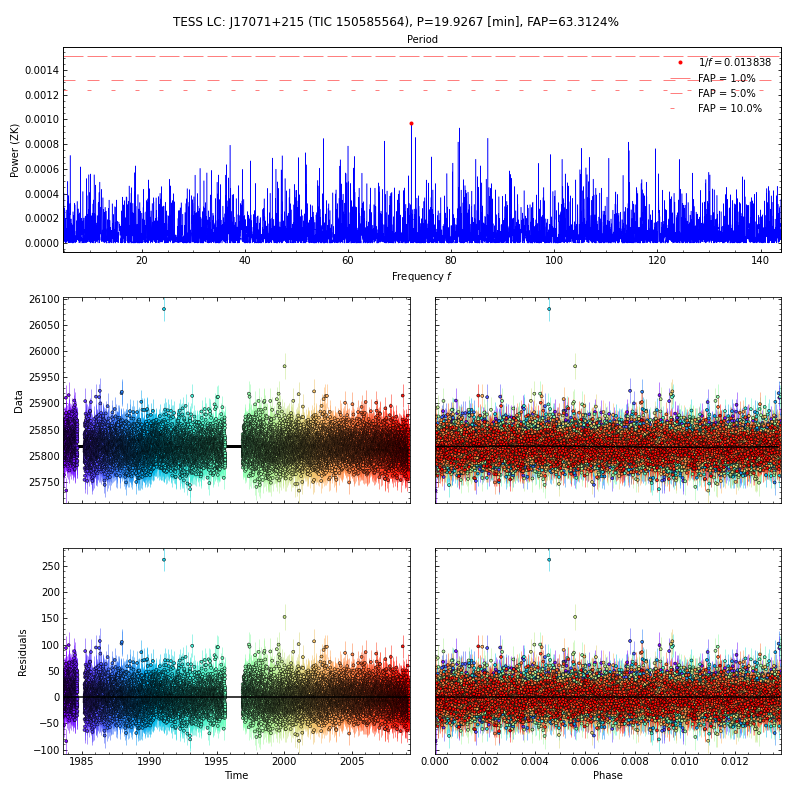 TESS LC: J17071+215 (TIC 150585564), P=19.9267 [min], FAP=63.3124%
Period
0.0014
0.0012
0.0010
0.0008
0.0006
0.0004
0.0002
0.0000
Power (ZK)
1/f = 0.013838
FAP = 1.0%
FAP = 5.0%
FAP = 10.0%
20 40 60 80 100 120 140
Frequency f
26100
26050
26000
25950
25900
25850
25800
25750
Data
250
200
150
100
50
0
−50
−100
Residuals
1985 1990 1995 2000 2005
Time
0.000 0.002 0.004 0.006 0.008 0.010 0.012
Phase